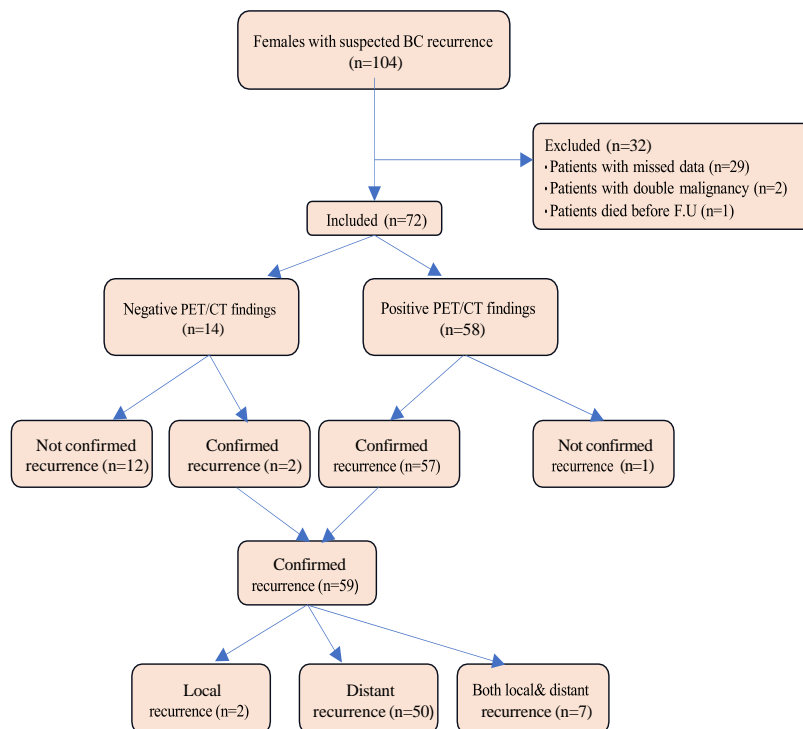 Females with suspected BC recurrence
(n=104)
Excluded (n=32)
•Patients with missed data (n=29)
•Patients with double malignancy (n=2)
•Patients died before F.U (n=1)
Included (n=72)
Negative PET/CT findings
(n=14)
Positive PET/CT findings
(n=58)
Not confirmed
recurrence (n=12)
Confirmed
recurrence (n=2)
Confirmed
recurrence (n=57)
Not confirmed
recurrence (n=1)
Confirmed
recurrence (n=59)
Local
recurrence (n=2)
Distant
recurrence (n=50)
Both local& distant
recurrence (n=7)